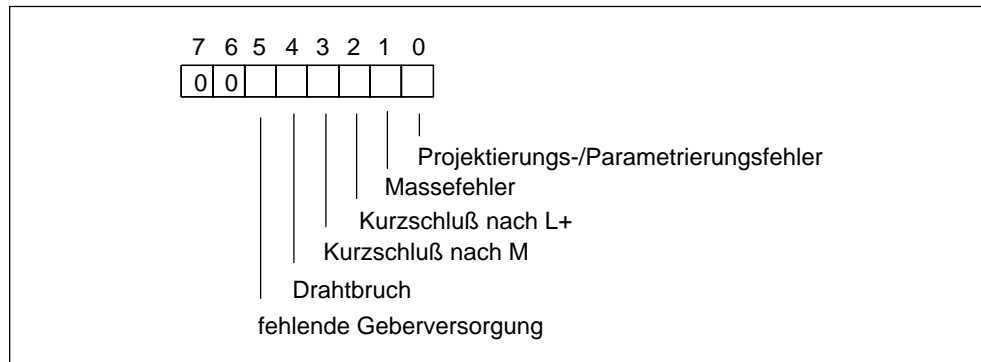 7 6 5 4 3 2 1 0
0 0
Projektierungs-/Parametrierungsfehler
Massefehler
Kurzschluß nach L+
Kurzschluß nach M
Drahtbruch
fehlende Geberversorgung